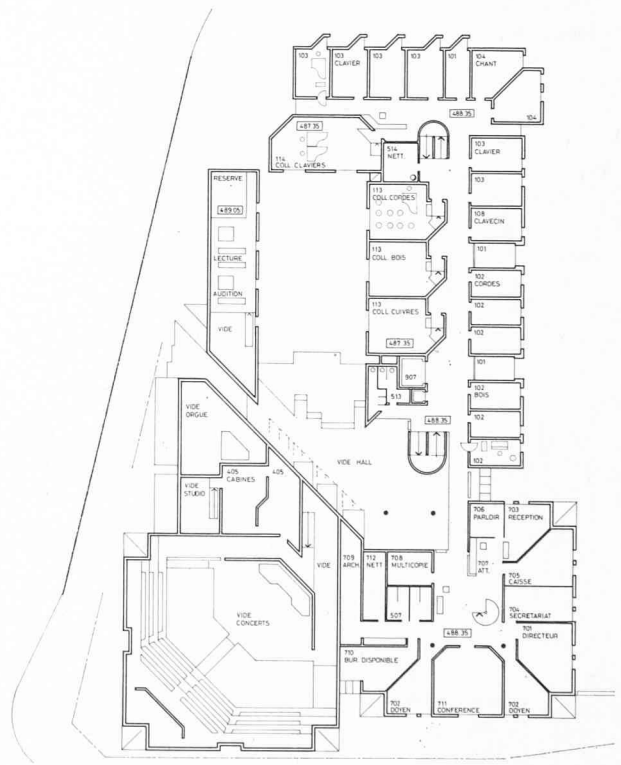 103
103
CLAVIER
103
103
101
104
CHANT
104
488.35
487.35
114
COLL. CLAVIERS
514
NETT.
103
CLAVIER
103
108
CLAVECIN
101
102
CORDES
102
102
101
102
BOIS
102
102
RESERVE
489.05
LECTURE
AUDITION
VIDE
113
COLL. CORDES
113
COLL. BOIS
113
COLL. CUIVRES
487.35
907
513
488.35
VIDE
ORGUE
VIDE HALL
405
CABINES
405
VIDE
STUDIO
VIDE
VIDE
CONCERTS
709
ARCH.
712
NETT
708
MULTICOPIE
507
706
PARLOIR
703
RECEPTION
707
ATT.
705
CAISSE
704
SECRETARIAT
701
DIRECTEUR
488.35
710
BUR DISPONIBLE
702
DOYEN
711
CONFERENCE
702
DOYEN